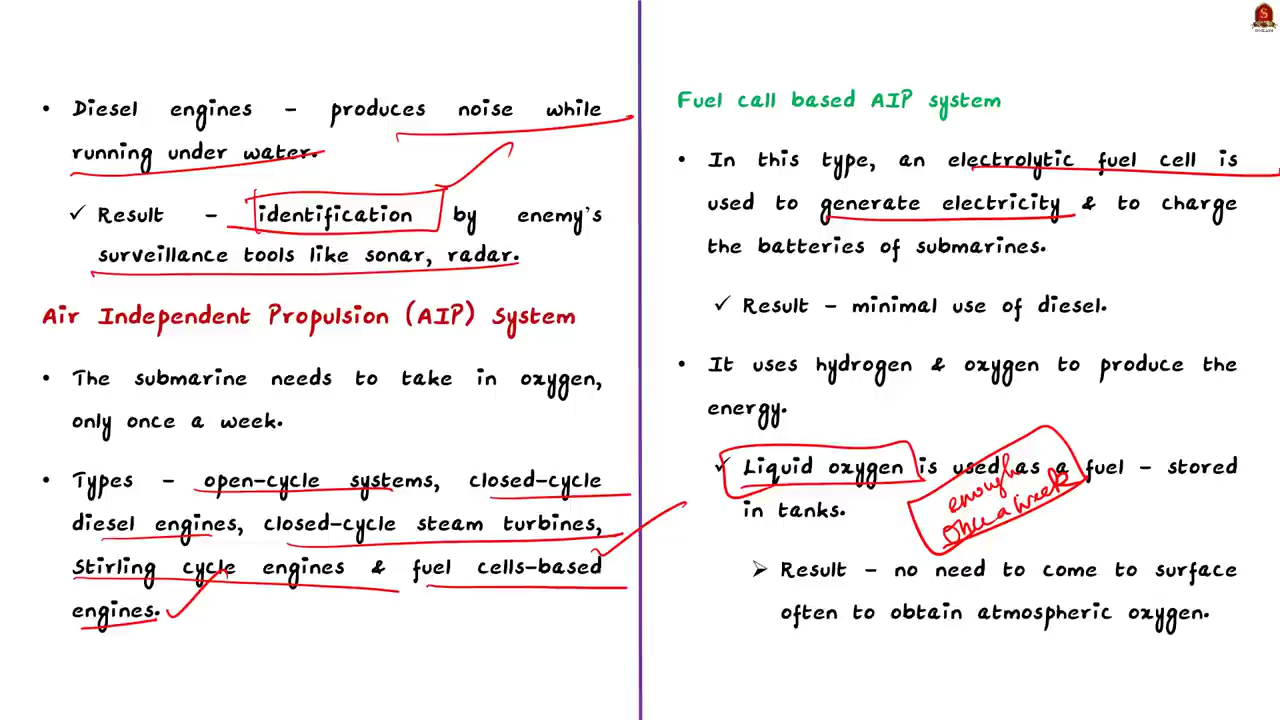 • Diesel engines – produces noise while
running under water.
✓ Result – identification by enemy's
surveillance tools like sonar, radar.
Air Independent Propulsion (AIP) System
• The submarine needs to take in oxygen,
only once a week.
• Types – open-cycle systems, closed-cycle
diesel engines, closed-cycle steam turbines,
stirling cycle engines & fuel cells-based
engines.
Fuel call based AIP system
• In this type, an electrolytic fuel cell is
used to generate electricity & to charge
the batteries of submarines.
✓ Result – minimal use of diesel.
• It uses hydrogen & oxygen to produce the
energy.
✓ Liquid oxygen is used as a fuel – stored
in tanks.
enough
once a week
➢ Result – no need to come to surface
often to obtain atmospheric oxygen.